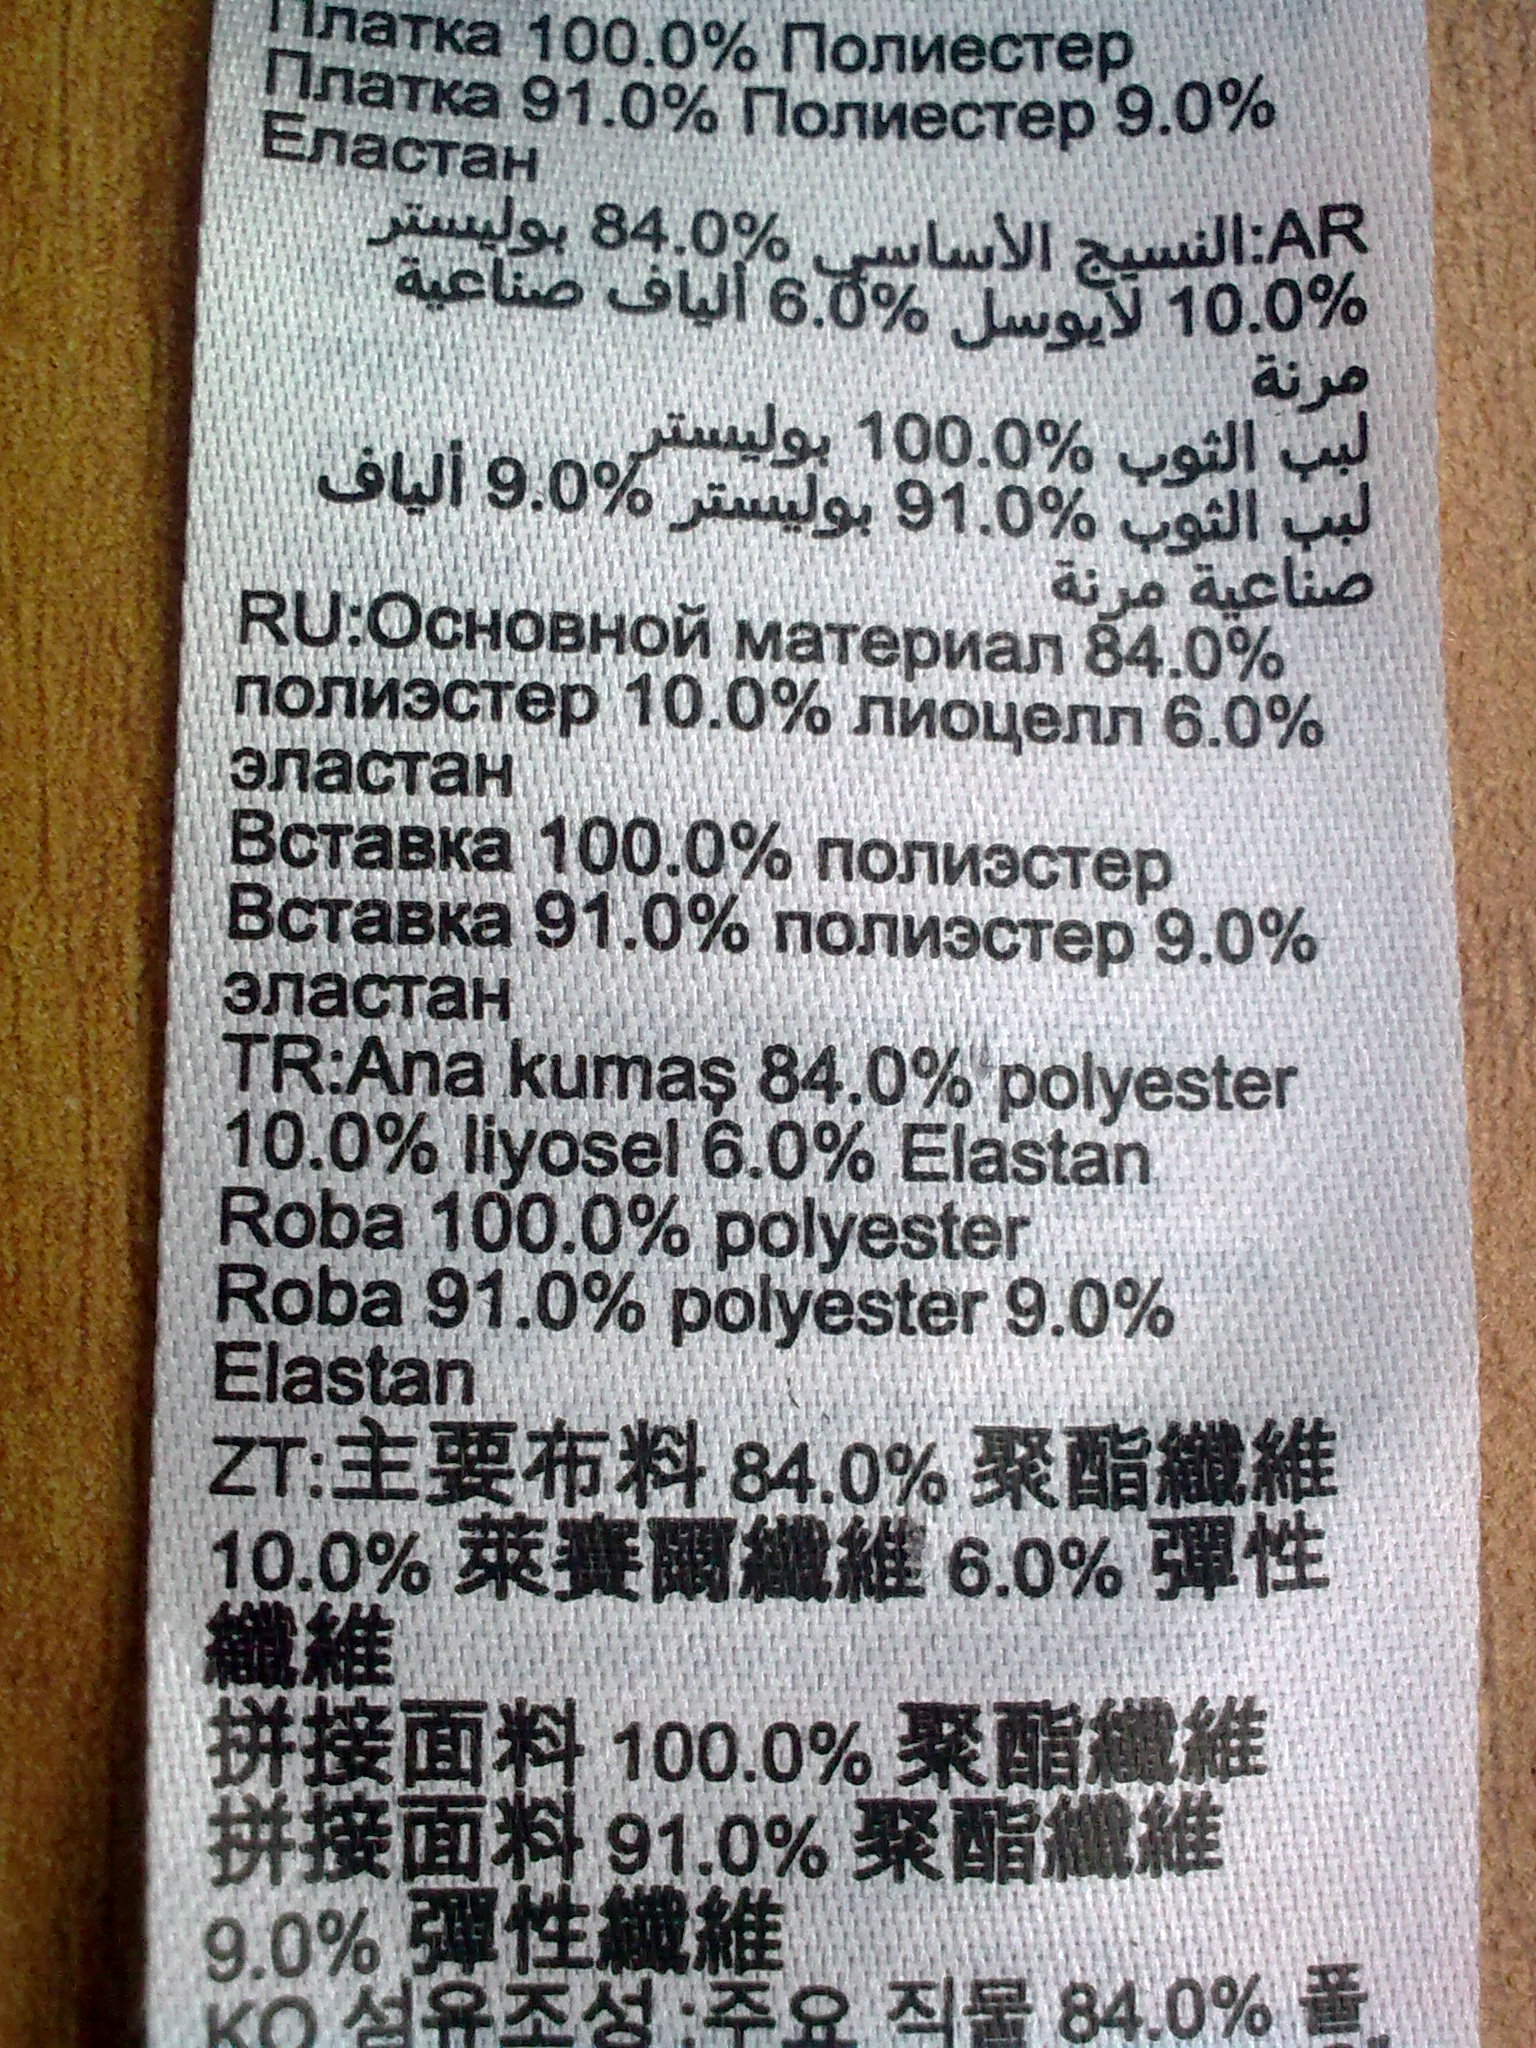 Платка 100.0% Полиестер
Платка 91.0% Полиестер 9.0%
Еластан
AR:النسيج الأساسي 84.0% بوليستر
10.0% لايوسل 6.0% ألياف صناعية
مرنة
لبب الثوب 100.0% بوليستر
لبب الثوب 91.0% بوليستر 9.0% ألياف
صناعية مرنة
RU:Основной материал 84.0%
полиэстер 10.0% лиоцелл 6.0%
эластан
Вставка 100.0% полиэстер
Вставка 91.0% полиэстер 9.0%
эластан
TR:Ana kumaş 84.0% polyester
10.0% liyosel 6.0% Elastan
Roba 100.0% polyester
Roba 91.0% polyester 9.0%
Elastan
ZT:主要布料 84.0% 聚酯纖維
10.0% 萊賽爾纖維 6.0% 彈性
纖維
拼接面料 100.0% 聚酯纖維
拼接面料 91.0% 聚酯纖維
9.0% 彈性纖維
KO 섬유조성 :주요 직물 84.0% 폴